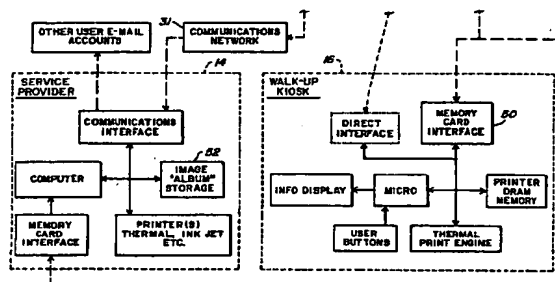 OTHER USER E-MAIL
ACCOUNTS
31
COMMUNICATIONS
NETWORK
14
SERVICE
PROVIDER
COMMUNICATIONS
INTERFACE
52
COMPUTER
IMAGE
"ALBUM"
STORAGE
MEMORY
CARD
INTERFACE
PRINTER(S)
THERMAL, INK JET
ETC.
16
WALK-UP
KIOSK
DIRECT
INTERFACE
MEMORY
CARD
INTERFACE
50
INFO DISPLAY
MICRO
PRINTER
DRAM
MEMORY
USER
BUTTONS
THERMAL
PRINT ENGINE